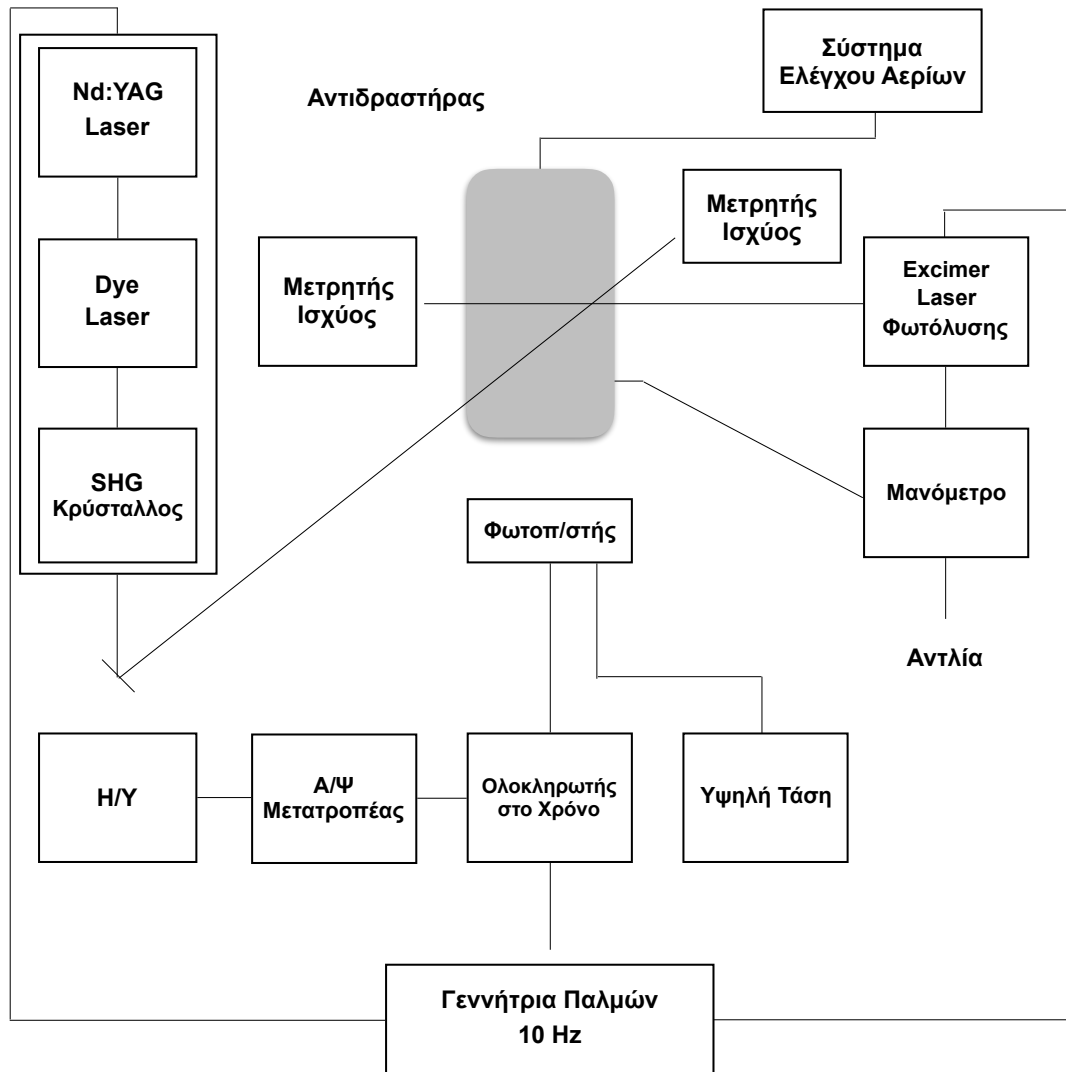 Σύστημα
Ελέγχου Αερίων
Nd:YAG
Laser
Αντιδραστήρας
Μετρητής
Ισχύος
Dye
Laser
Μετρητής
Ισχύος
Excimer
Laser
Φωτόλυσης
SHG
Κρύσταλλος
Μανόμετρο
Φωτοπ/στής
Αντλία
Η/Υ
Α/Ψ
Μετατροπέας
Ολοκληρωτής
στο Χρόνο
Υψηλή Τάση
Γεννήτρια Παλμών
10 Hz